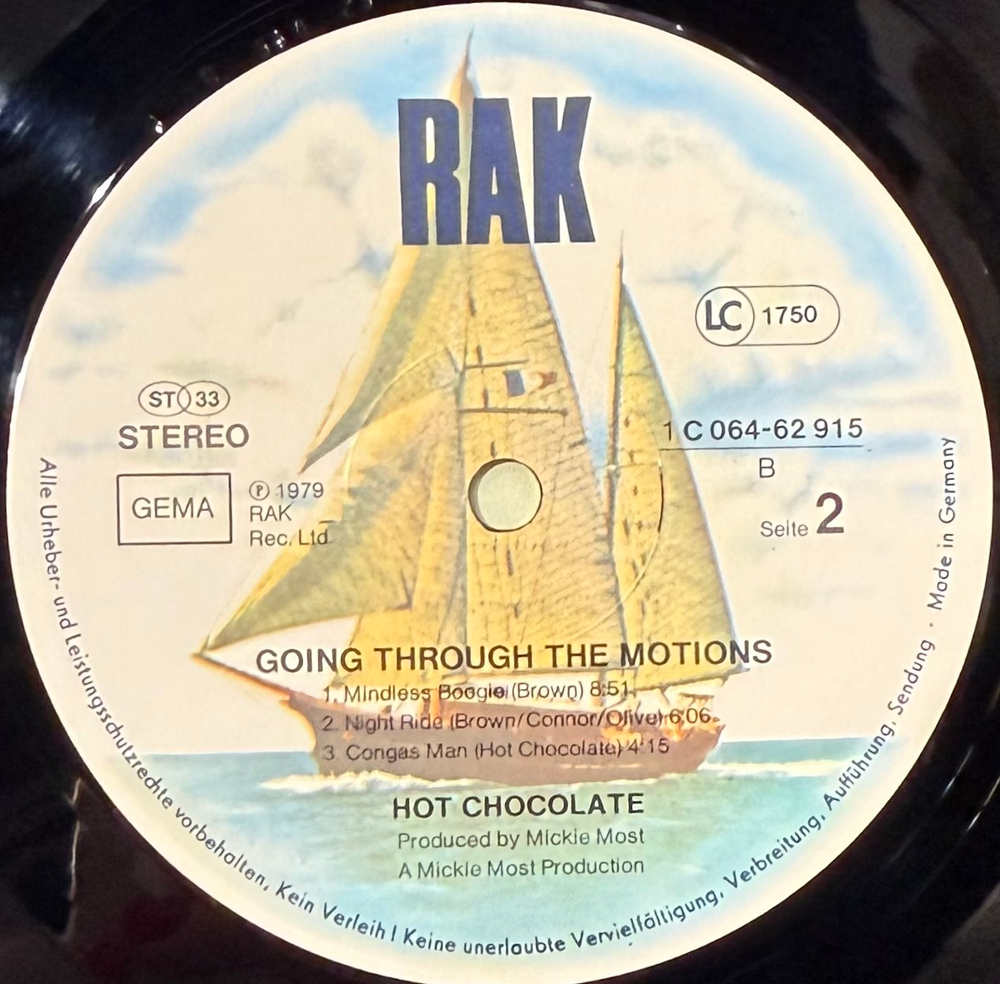 RAK
LC 1750
ST 33
STEREO
GEMA
℗ 1979
RAK
Rec. Ltd
1 C 064-62 915
B
Seite 2
GOING THROUGH THE MOTIONS
1. Mindless Boogie (Brown) 8:51
2. Night Ride (Brown/Connor/Olive) 6:06
3. Congas Man (Hot Chocolate) 4:15
HOT CHOCOLATE
Produced by Mickie Most
A Mickie Most Production
Alle Urheber- und Leistungsschutzrechte vorbehalten, Kein Verleih! Keine unerlaubte Vervielfältigung, Verbreitung, Aufführung, Sendung · Made in Germany